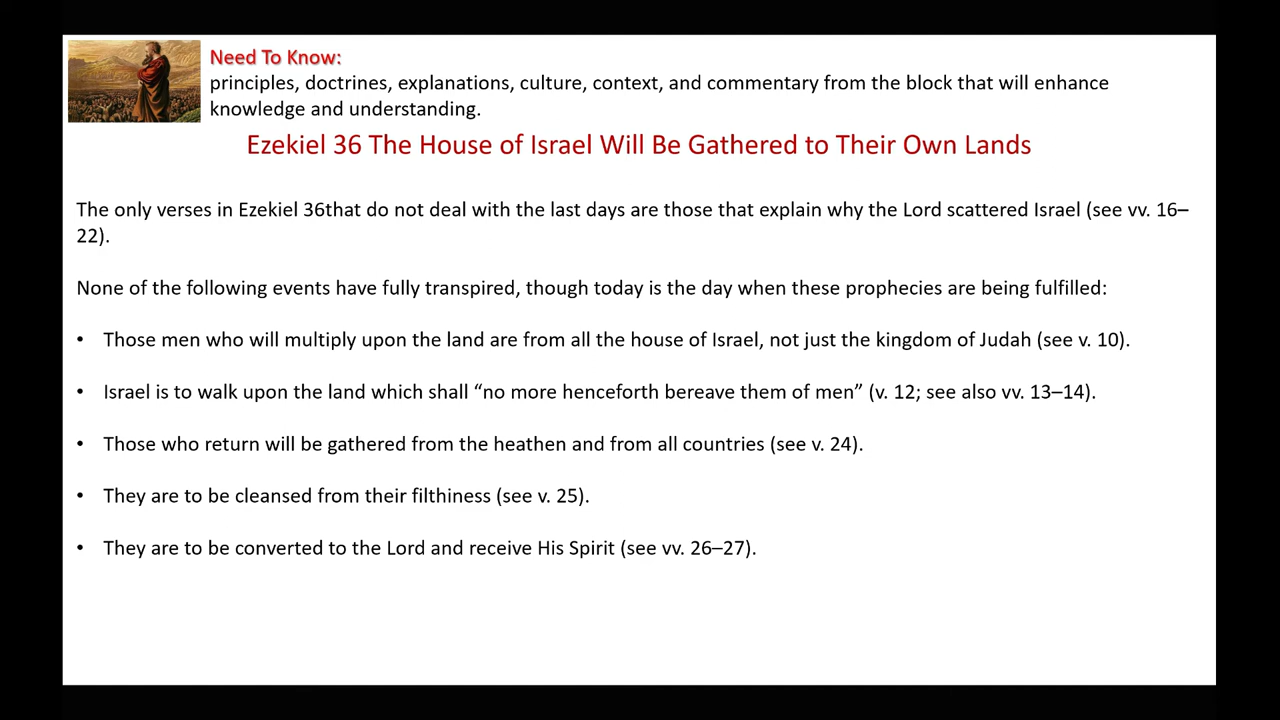 Need To Know:
principles, doctrines, explanations, culture, context, and commentary from the block that will enhance
knowledge and understanding.
Ezekiel 36 The House of Israel Will Be Gathered to Their Own Lands
The only verses in Ezekiel 36that do not deal with the last days are those that explain why the Lord scattered Israel (see vv. 16–
22).
None of the following events have fully transpired, though today is the day when these prophecies are being fulfilled:
• Those men who will multiply upon the land are from all the house of Israel, not just the kingdom of Judah (see v. 10).
• Israel is to walk upon the land which shall “no more henceforth bereave them of men” (v. 12; see also vv. 13–14).
• Those who return will be gathered from the heathen and from all countries (see v. 24).
• They are to be cleansed from their filthiness (see v. 25).
• They are to be converted to the Lord and receive His Spirit (see vv. 26–27).